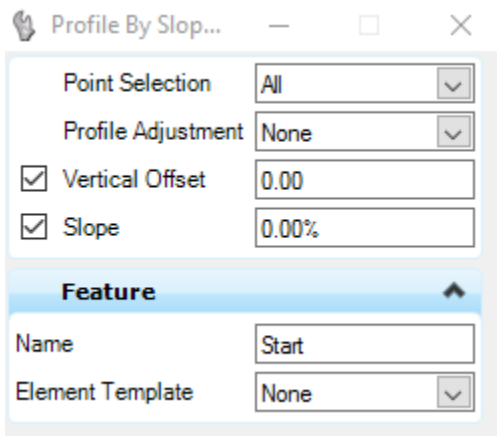 Profile By Slop...
Point Selection All
Profile Adjustment None
Vertical Offset 0.00
Slope 0.00%
Feature
Name Start
Element Template None